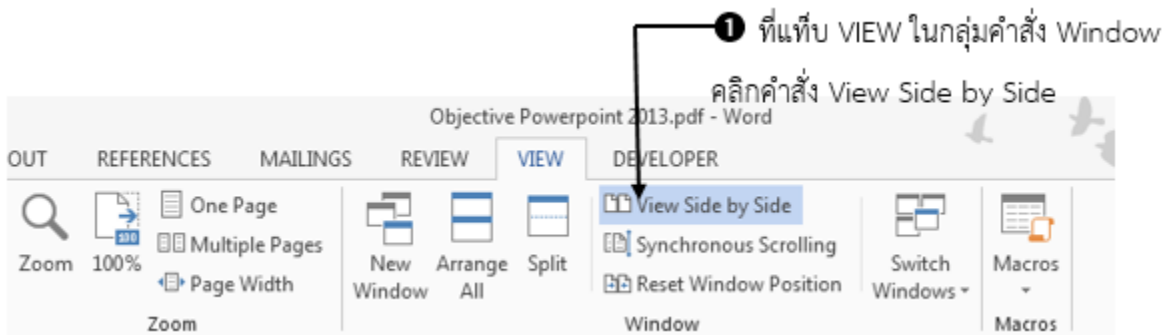 ❶ ที่แท็บ VIEW ในกลุ่มคำสั่ง Window
คลิกคำสั่ง View Side by Side
Objective Powerpoint 2013.pdf - Word
OUT REFERENCES MAILINGS REVIEW VIEW DEVELOPER
One Page View Side by Side
100 Multiple Pages Synchronous Scrolling
Zoom 100% Page Width New Window Arrange All Split Reset Window Position Switch Windows Macros
Zoom Window Macros